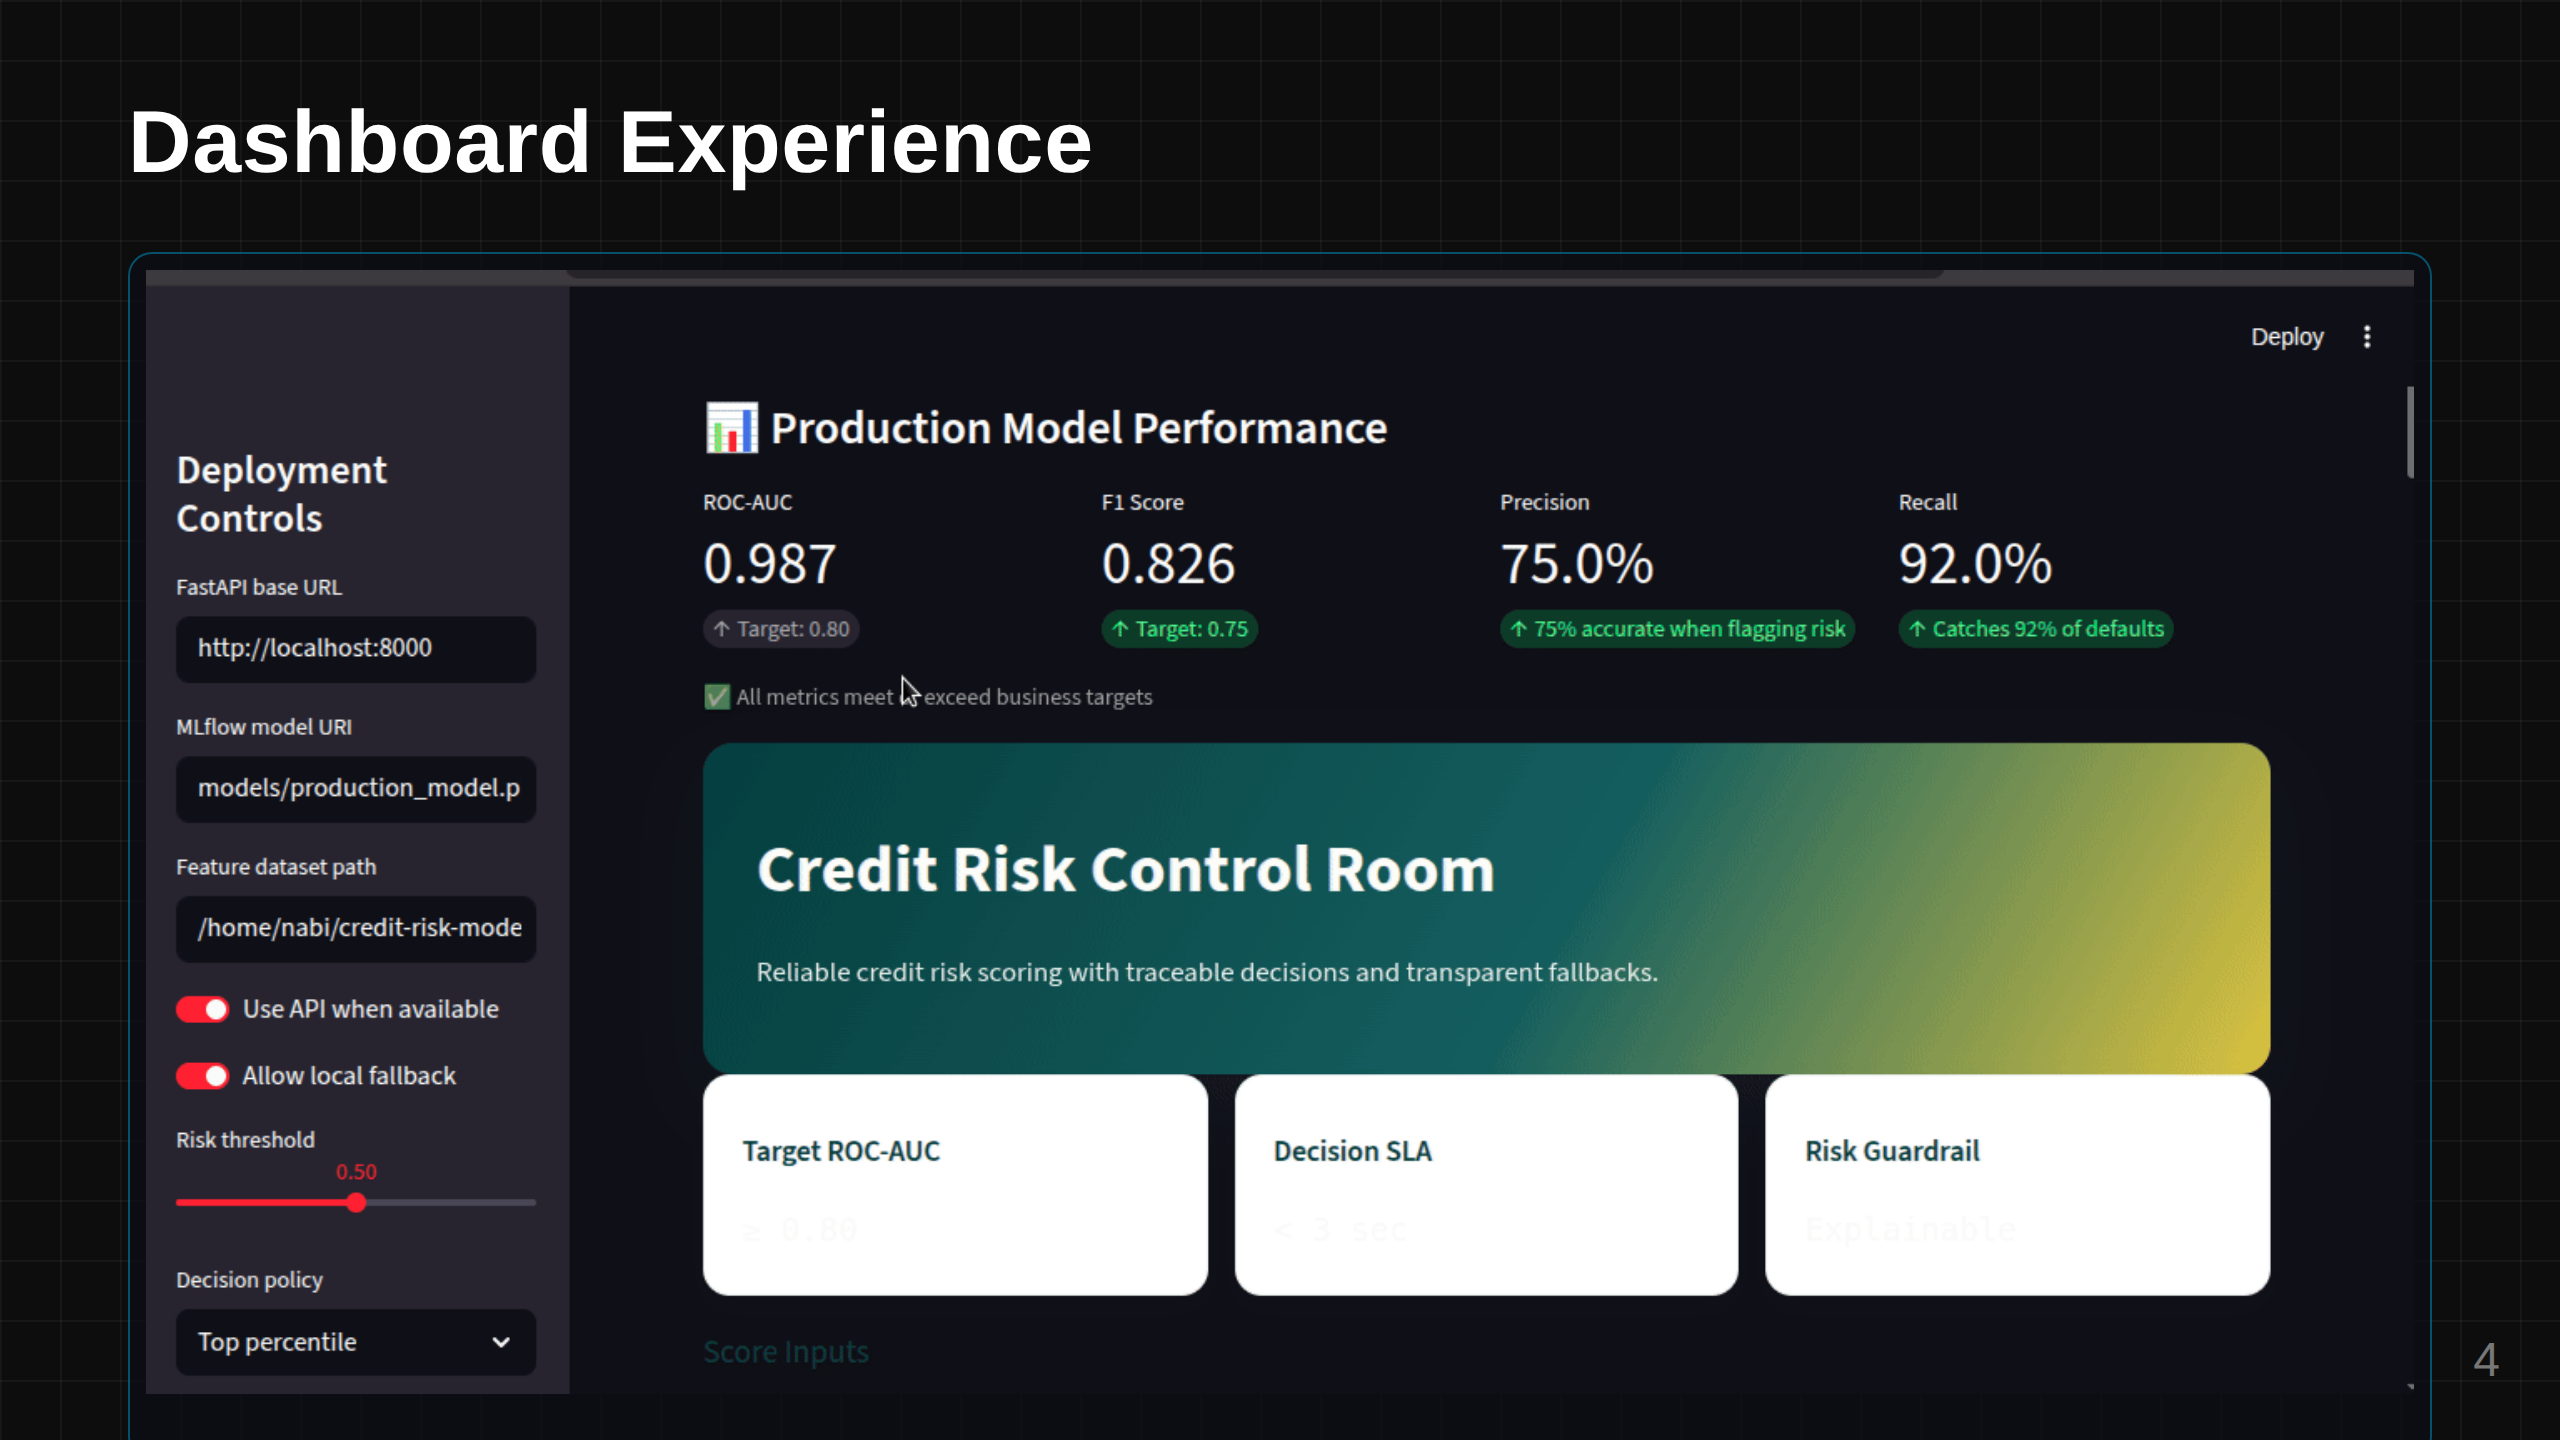 Dashboard Experience
Deploy
Deployment
Controls
FastAPI base URL
http://localhost:8000
MLflow model URI
models/production_model.p
Feature dataset path
/home/nabi/credit-risk-mode
Use API when available
Allow local fallback
Risk threshold
0.50
Decision policy
Top percentile
📊 Production Model Performance
ROC-AUC
0.987
↑ Target: 0.80
F1 Score
0.826
↑ Target: 0.75
Precision
75.0%
↑ 75% accurate when flagging risk
Recall
92.0%
↑ Catches 92% of defaults
✅ All metrics meet exceed business targets
Credit Risk Control Room
Reliable credit risk scoring with traceable decisions and transparent fallbacks.
Target ROC-AUC
≥ 0.80
Decision SLA
< 3 sec
Risk Guardrail
Explainable
Score Inputs
4